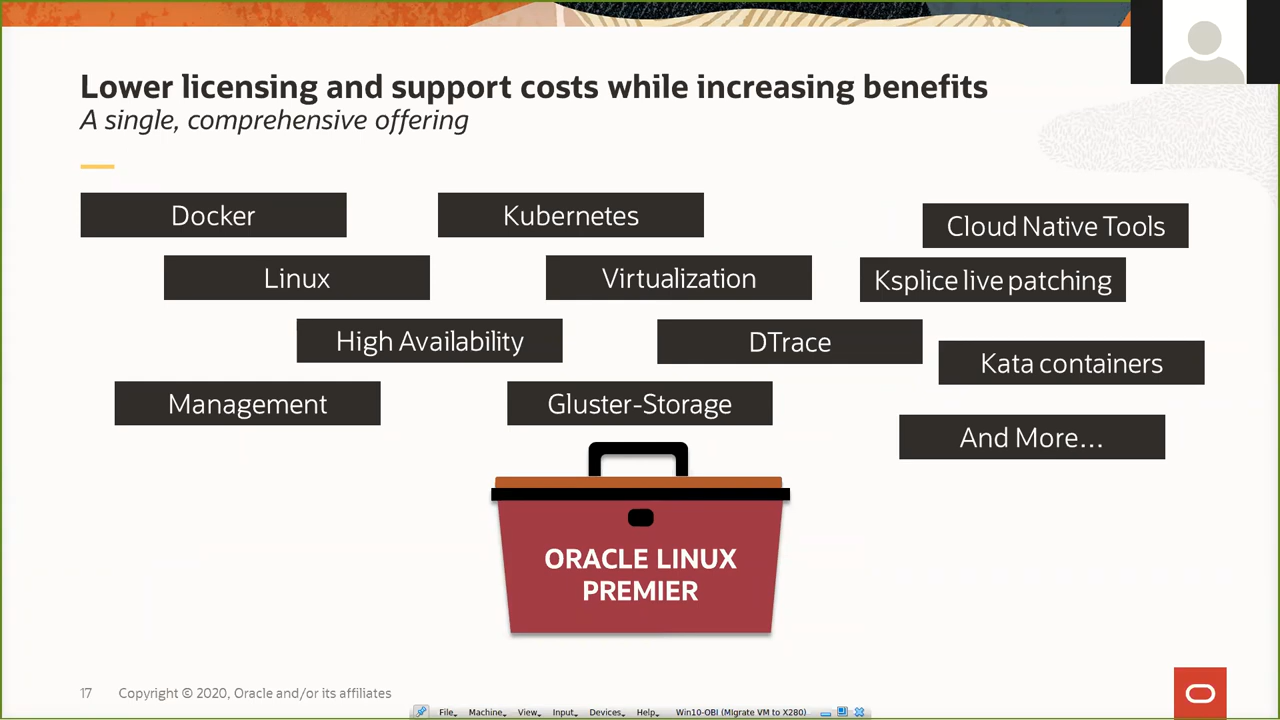 Lower licensing and support costs while increasing benefits
A single, comprehensive offering
Docker
Kubernetes
Cloud Native Tools
Linux
Virtualization
Ksplice live patching
High Availability
DTrace
Kata containers
Management
Gluster-Storage
And More...
ORACLE LINUX
PREMIER
17 Copyright © 2020, Oracle and/or its affiliates
File Machine View Input Devices Help Win10-OBI (MIgrate VM to X280)